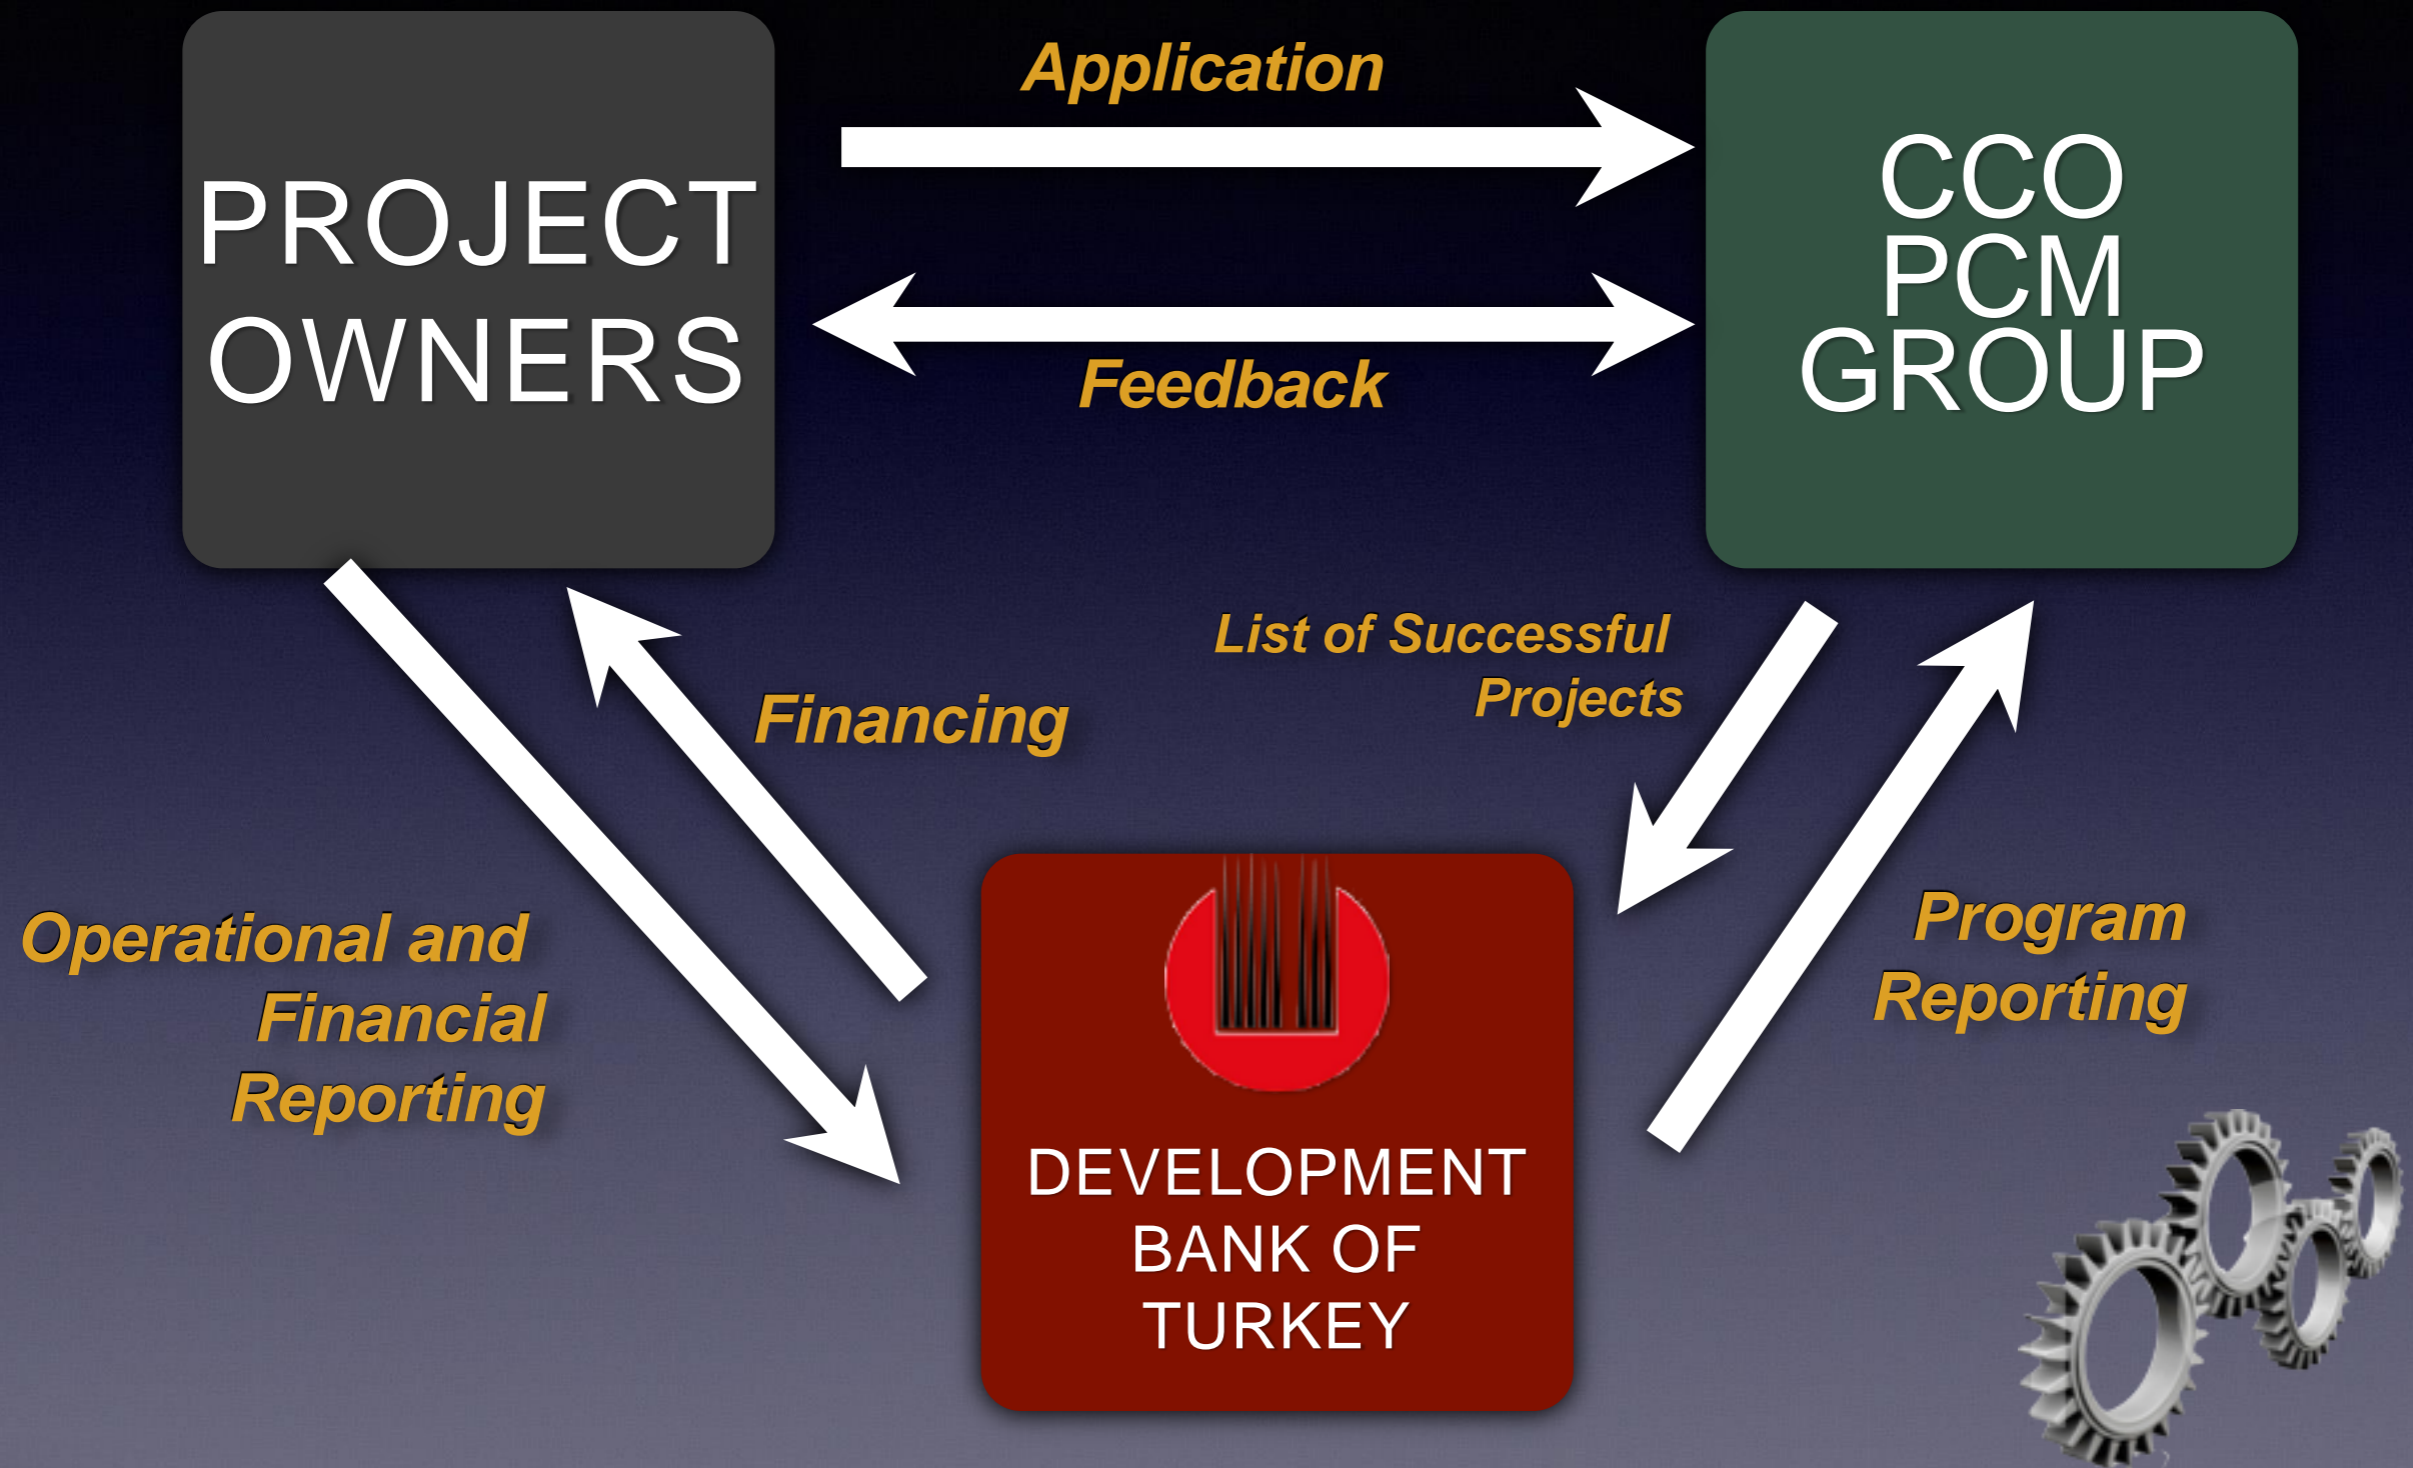 PROJECT
OWNERS
Application
Feedback
CCO
PCM
GROUP
Financing
List of Successful
Projects
Operational and
Financial
Reporting
Program
Reporting
DEVELOPMENT
BANK OF
TURKEY